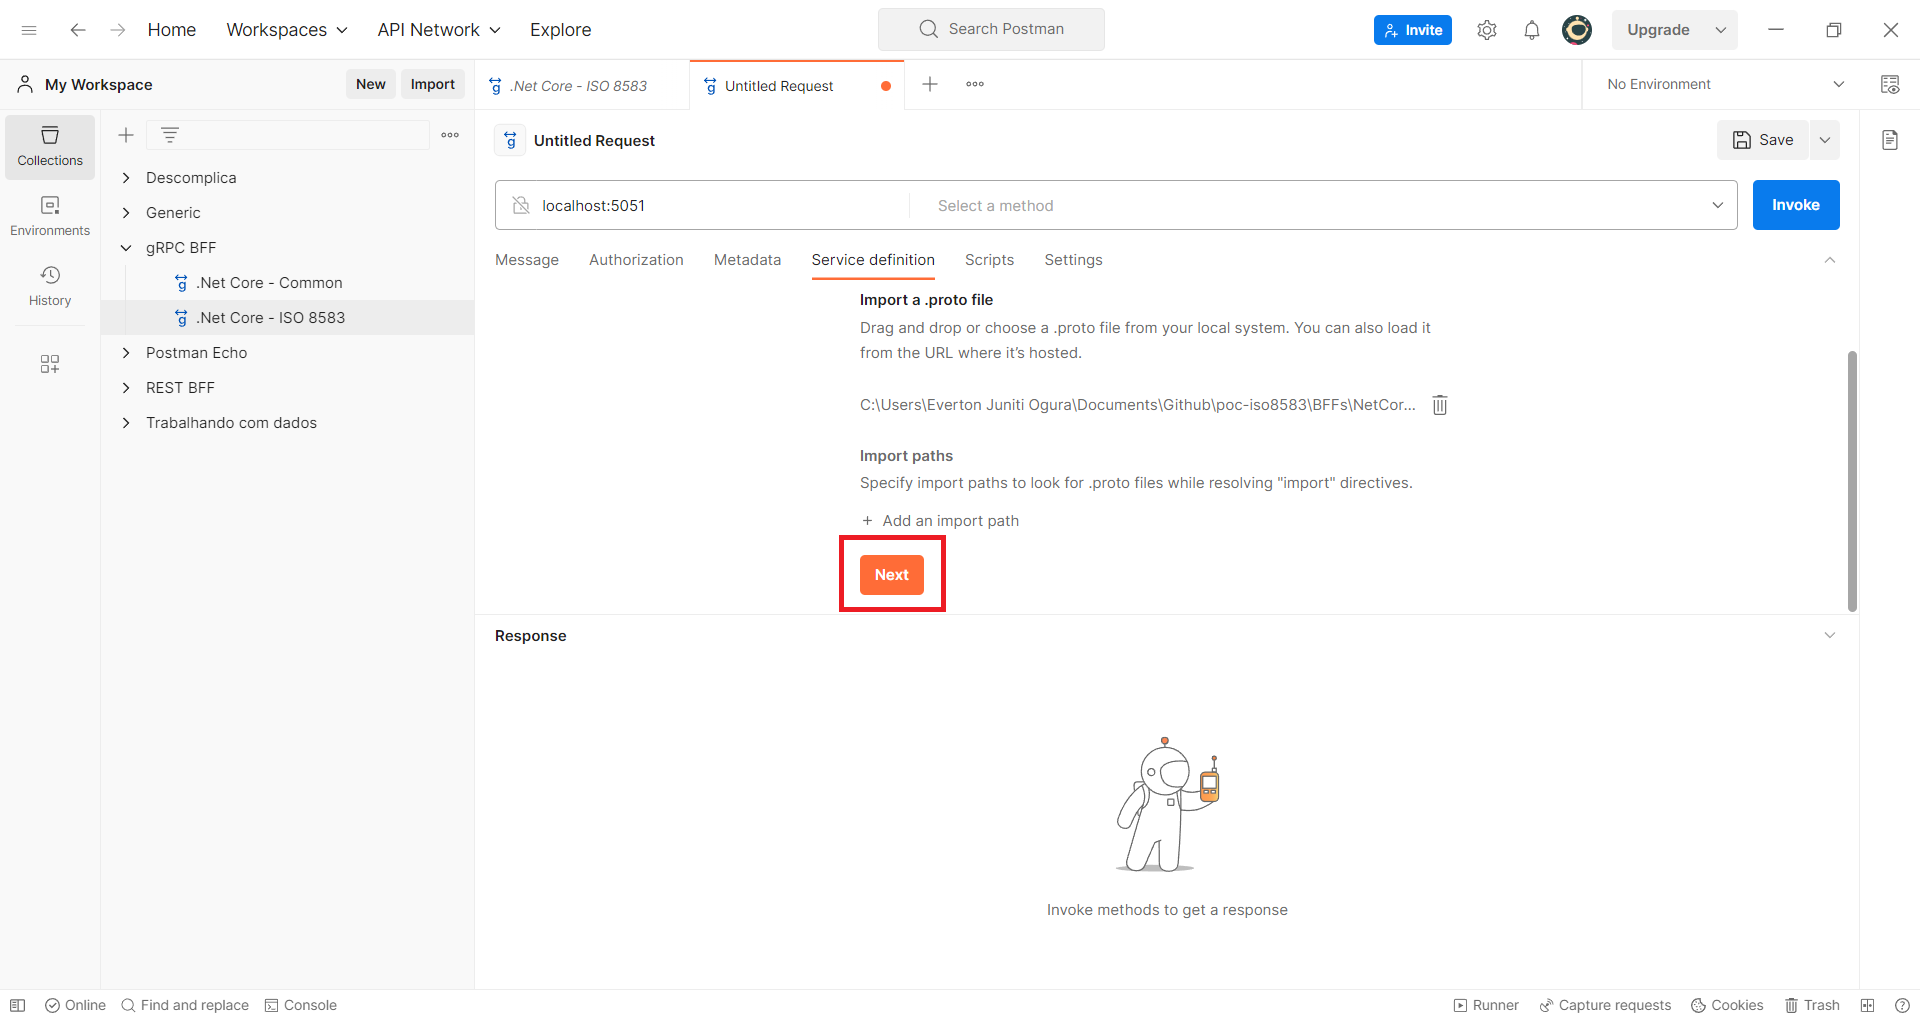 Home Workspaces API Network Explore Search Postman Invite Upgrade
My Workspace New Import .Net Core - ISO 8583 Untitled Request No Environment
Collections
Environments
History
Descomplica
Generic
gRPC BFF
.Net Core - Common
.Net Core - ISO 8583
Postman Echo
REST BFF
Trabalhando com dados
Untitled Request Save
localhost:5051 Select a method Invoke
Message Authorization Metadata Service definition Scripts Settings
Import a .proto file
Drag and drop or choose a .proto file from your local system. You can also load it
from the URL where it's hosted.
C:\Users\Everton Juniti Ogura\Documents\Github\poc-iso8583\BFFs\NetCor...
Import paths
Specify import paths to look for .proto files while resolving "import" directives.
+ Add an import path
Next
Response
Invoke methods to get a response
Online Find and replace Console Runner Capture requests Cookies Trash